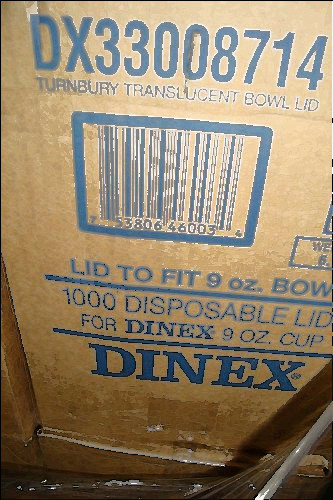 DX33008714
TURNBURY TRANSLUCENT BOWL LID
7 53806 46003 4
WE
LID TO FIT 9 oz. BOW
1000 DISPOSABLE LID
FOR DINEX 9 OZ. CUP
DINEX®